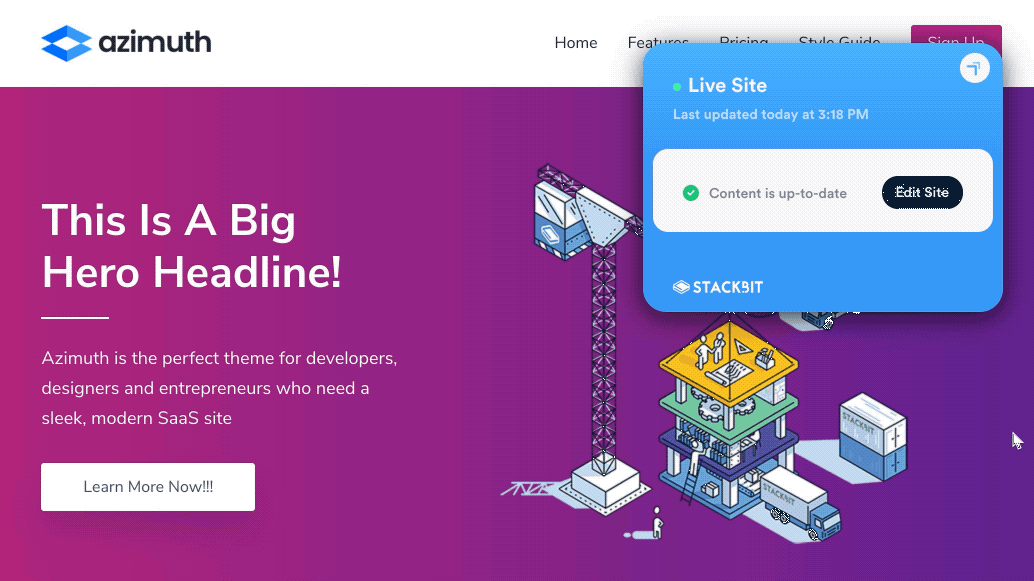 azimuth
Home Features Pricing Style Guide Sign Up
Live Site
Last updated today at 3:18 PM
Content is up-to-date
Edit Site
STACKBIT
This Is A Big
Hero Headline!
Azimuth is the perfect theme for developers,
designers and entrepreneurs who need a
sleek, modern SaaS site
Learn More Now!!!
STACKBIT
STACKBIT